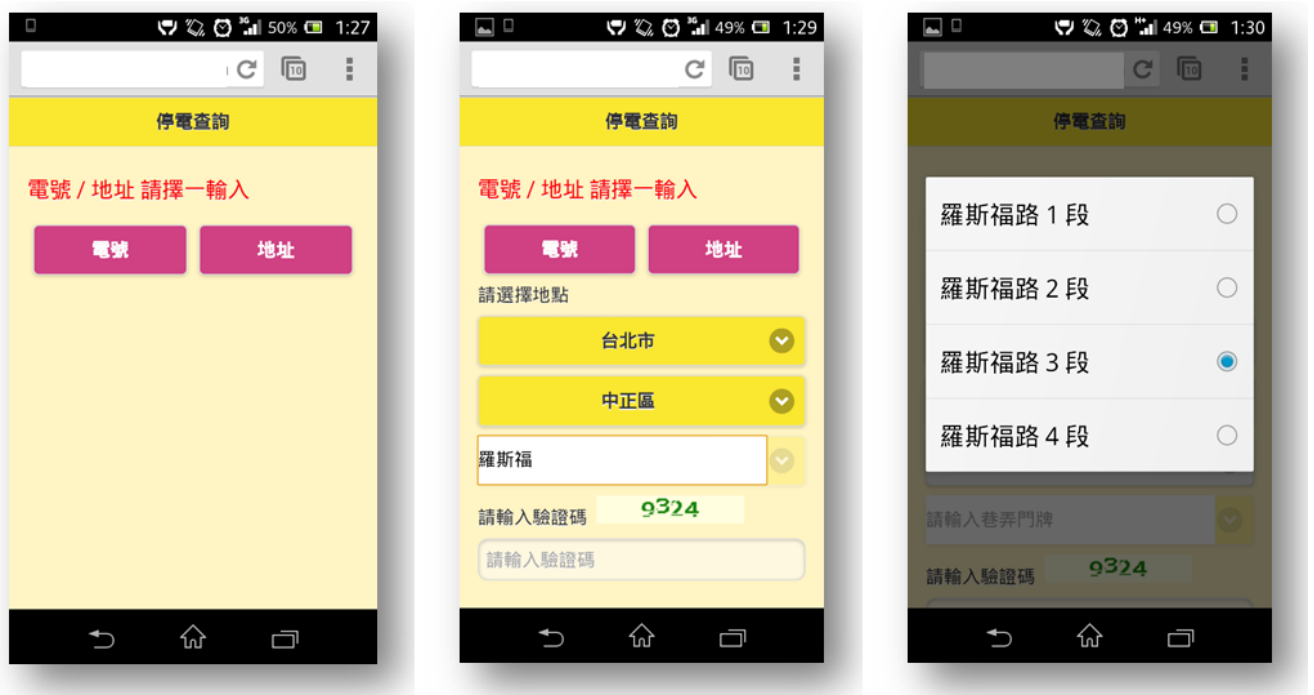 50% 1:27
10
停電查詢
電號 / 地址 請擇一輸入
電號 地址
3G 49% 1:29
10
停電查詢
電號 / 地址 請擇一輸入
電號 地址
請選擇地點
台北市
中正區
羅斯福
請輸入驗證碼 9324
請輸入驗證碼
H+ 49% 1:30
10
停電查詢
羅斯福路 1 段
羅斯福路 2 段
羅斯福路 3 段
羅斯福路 4 段
請輸入巷弄門牌
請輸入驗證碼 9324